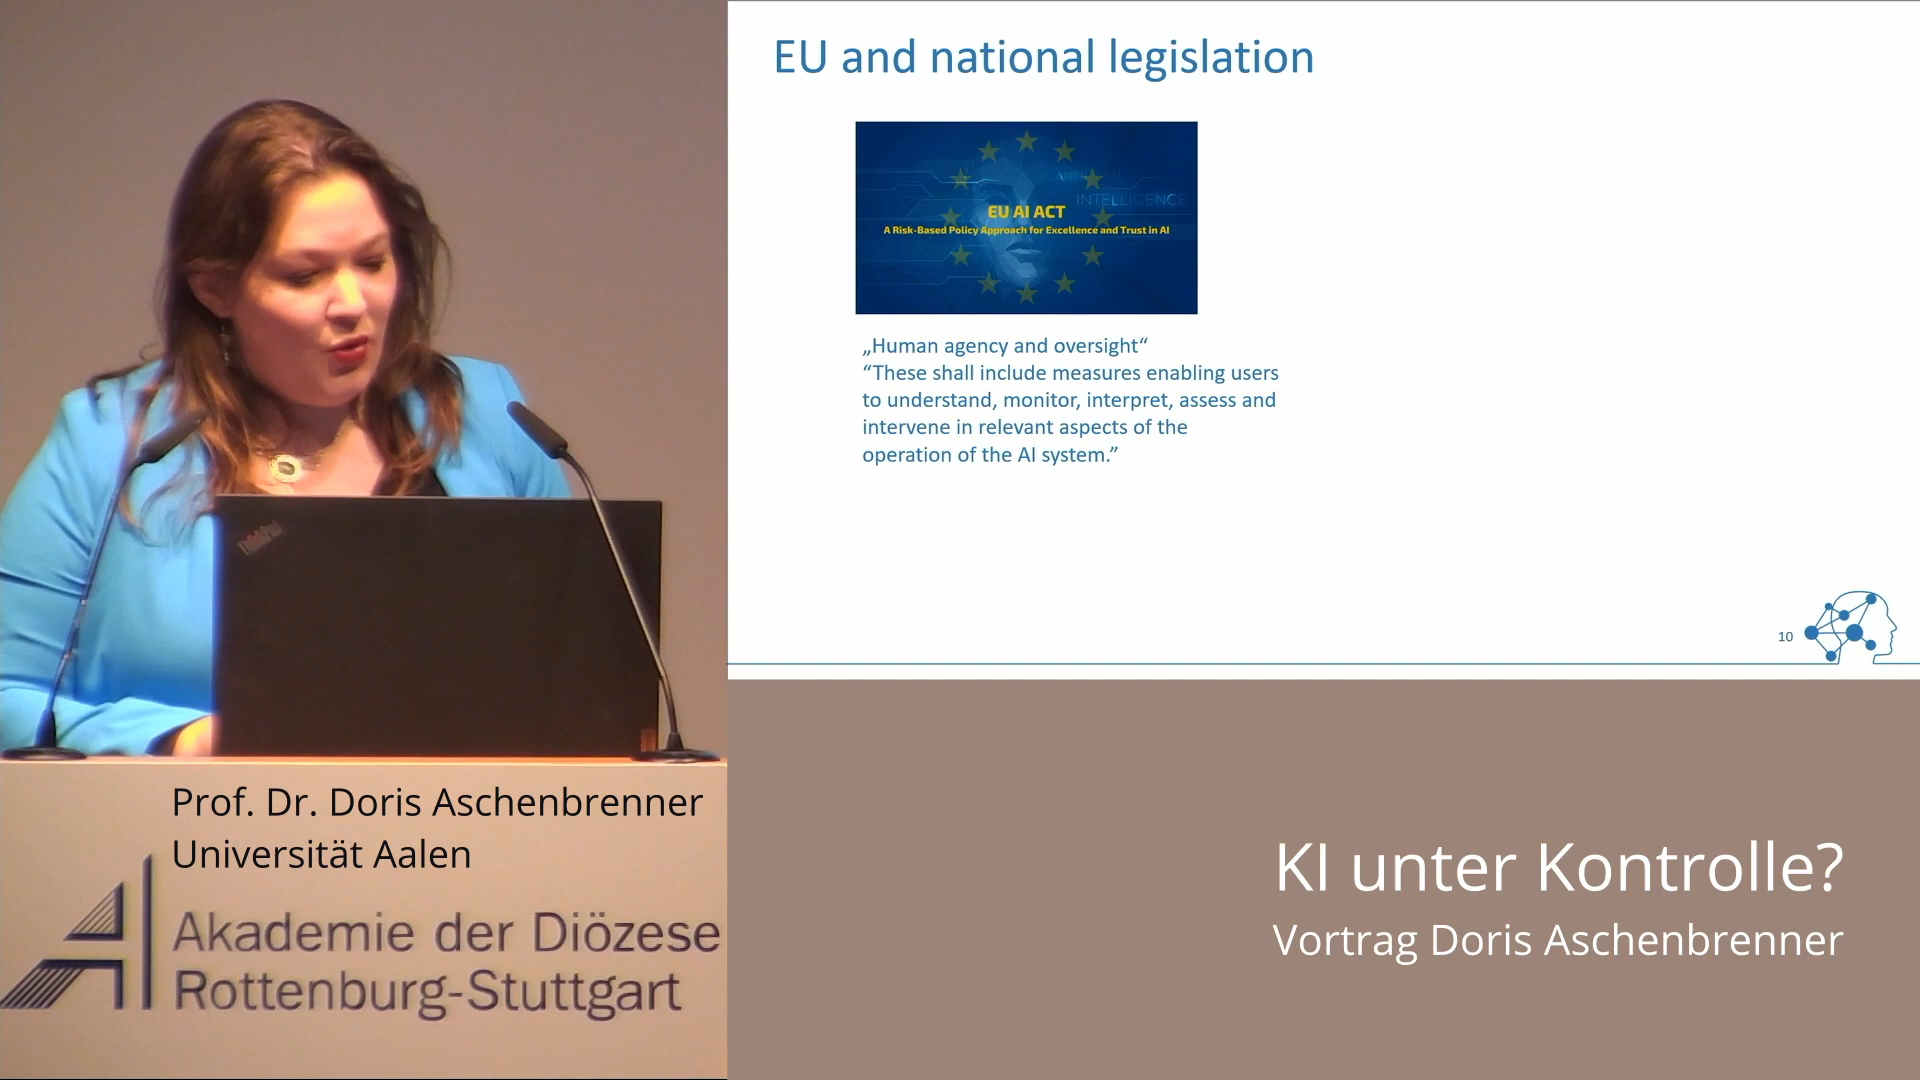 EU and national legislation
ARTIFICIAL
INTELLIGENCE
EU AI ACT
A Risk-Based Policy Approach for Excellence and Trust in AI
„Human agency and oversight“
“These shall include measures enabling users
to understand, monitor, interpret, assess and
intervene in relevant aspects of the
operation of the AI system.”
10
ThinkPad
Prof. Dr. Doris Aschenbrenner
Universität Aalen
Akademie der Diözese
Rottenburg-Stuttgart
KI unter Kontrolle?
Vortrag Doris Aschenbrenner